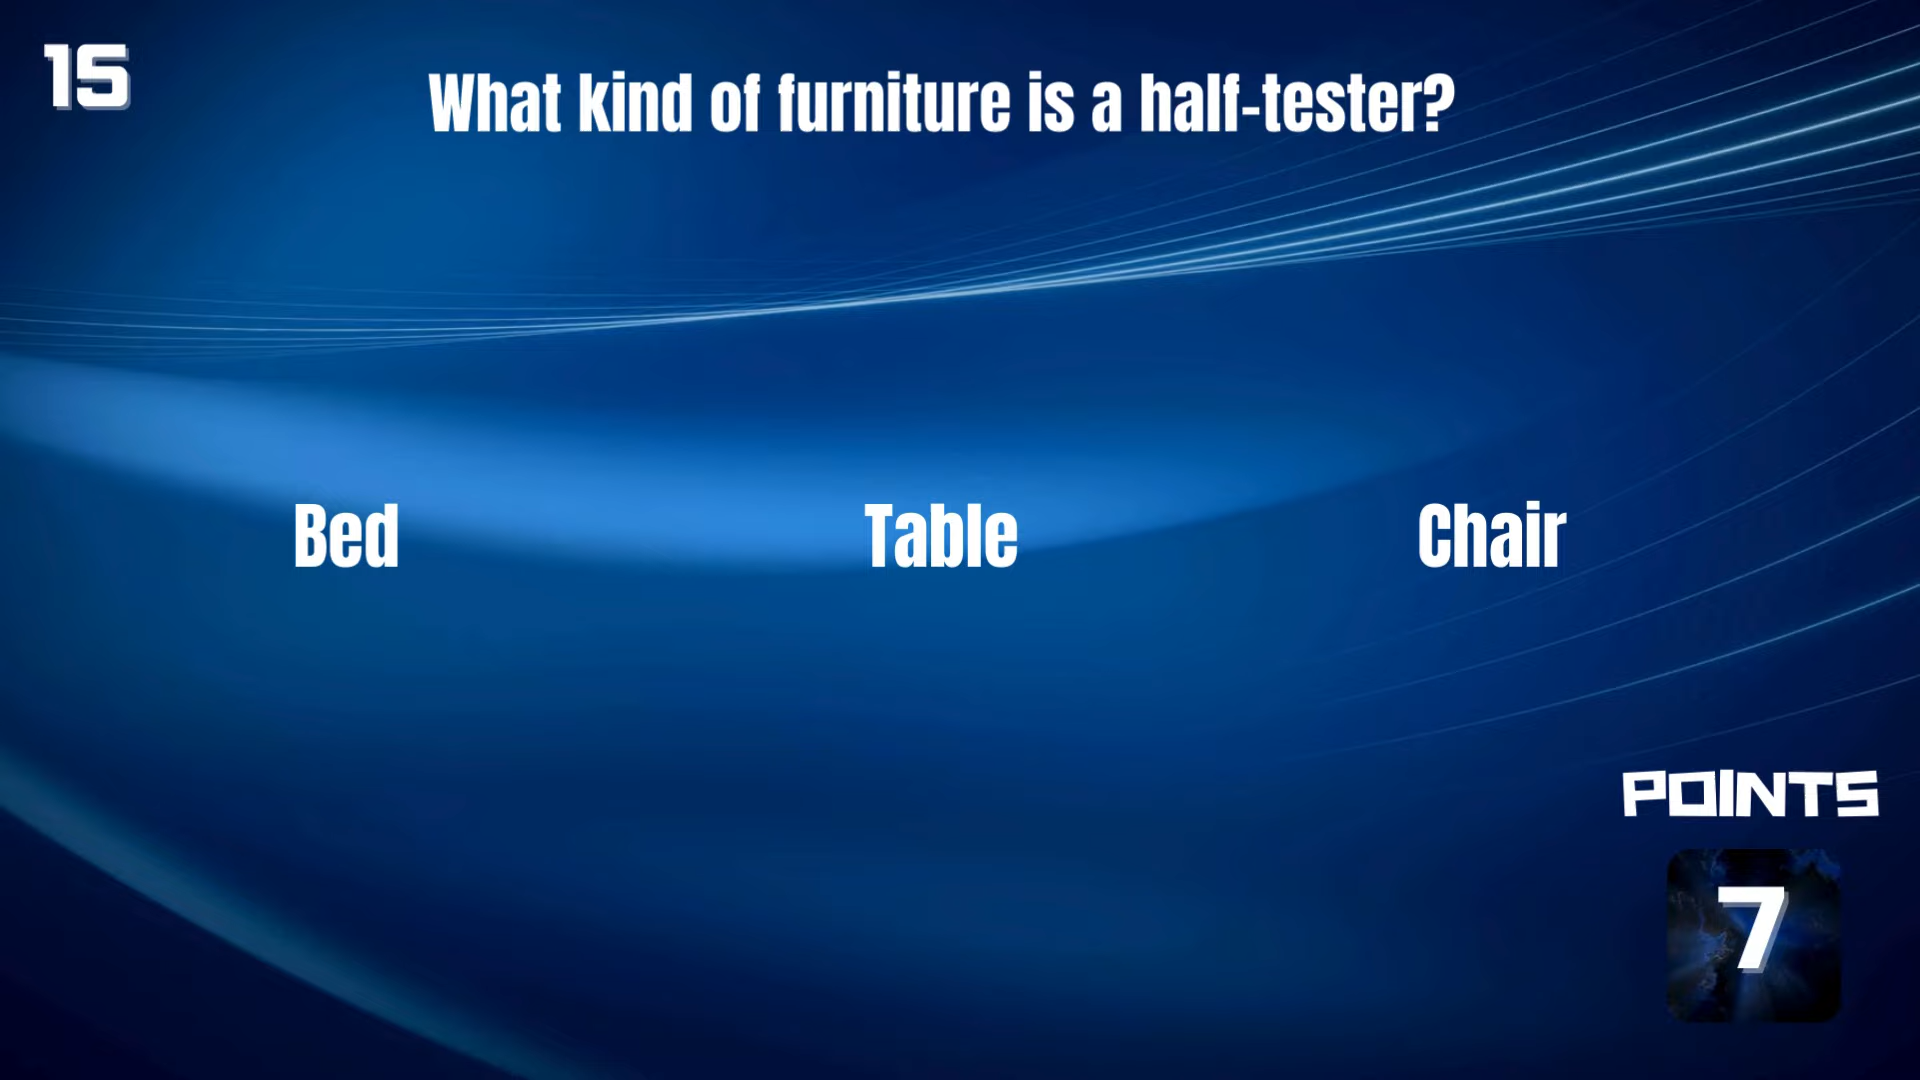 15
What kind of furniture is a half-tester?
Bed
Table
Chair
POINTS
7